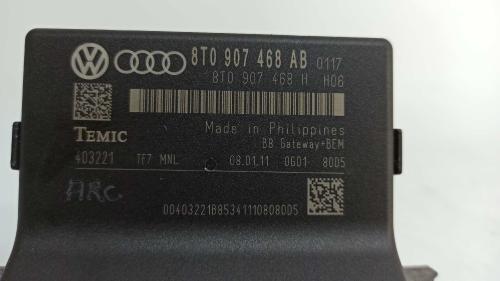 8T0 907 468 AB 0117
8T0 907 468 H H06
TEMIC
Made in Philippines
BB Gateway+BEM
403221 TF7 MNL 08.01.11 0601 8005
ARC
00403221885341110808005